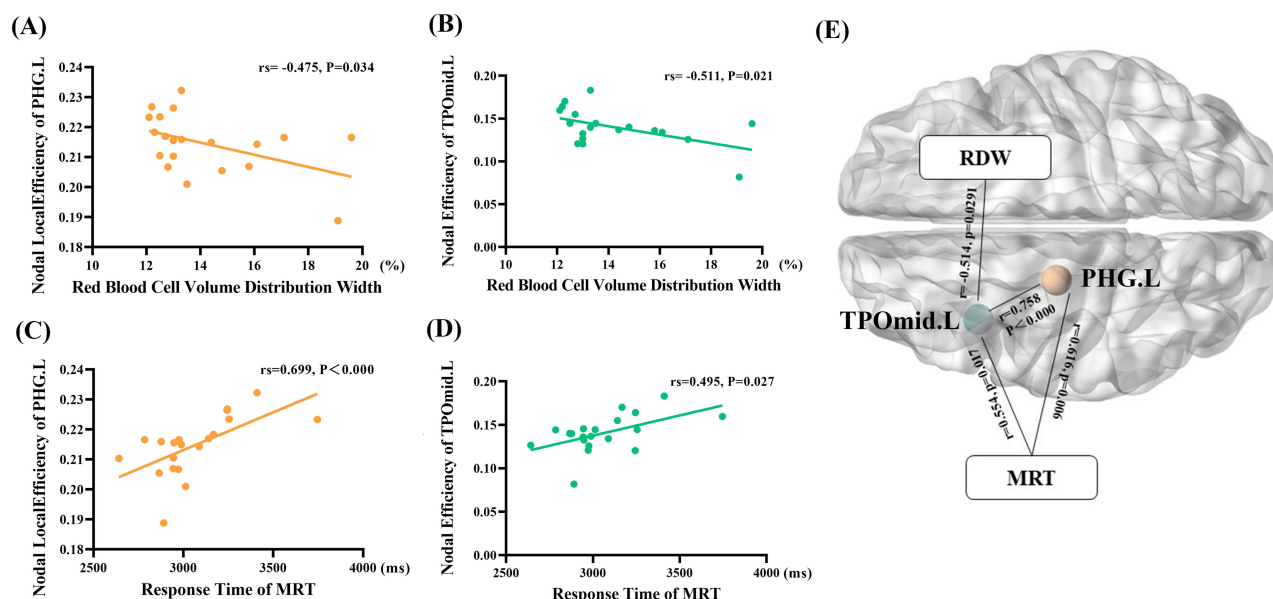 (A)
rs= -0.475, P=0.034
Nodal LocalEfficiency of PHG.L
0.24
0.23
0.22
0.21
0.20
0.19
0.18
10 12 14 16 18 20 (%)
Red Blood Cell Volume Distribution Width
(B)
rs= -0.511, P=0.021
Nodal Efficiency of TPOmid.L
0.20
0.15
0.10
0.05
0.00
10 12 14 16 18 20 (%)
Red Blood Cell Volume Distribution Width
(C)
rs=0.699, P<0.000
Nodal LocalEfficiency of PHG.L
0.24
0.23
0.22
0.21
0.20
0.19
0.18
2500 3000 3500 4000 (ms)
Response Time of MRT
(D)
rs=0.495, P=0.027
Nodal Efficiency of TPOmid.L
0.20
0.15
0.10
0.05
0.00
2500 3000 3500 4000 (ms)
Response Time of MRT
(E)
RDW
r= -0.514, p=0.0291
PHG.L
TPOmid.L
r=0.758
P<0.000
r=0.554, p=0.017
r=0.616, p=0.006
MRT